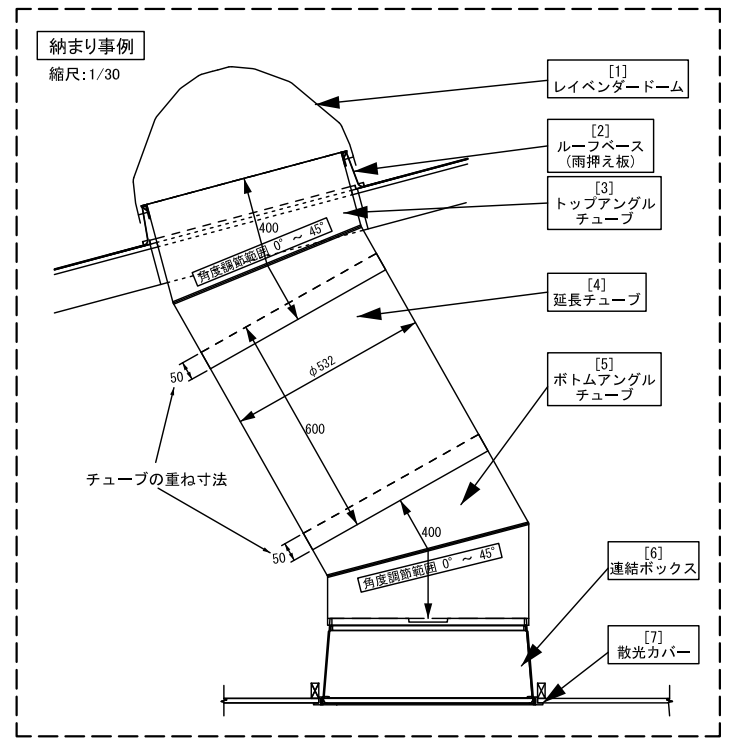 納まり事例
縮尺:1/30
[1]
レイベンダードーム
[2]
ルーフベース
(雨押え板)
[3]
トップアングル
チューブ
400
角度調節範囲 0° ~ 45°
[4]
延長チューブ
50
φ532
[5]
ボトムアングル
チューブ
600
チューブの重ね寸法
400
50
角度調節範囲 0° ~ 45°
[6]
連結ボックス
[7]
散光カバー